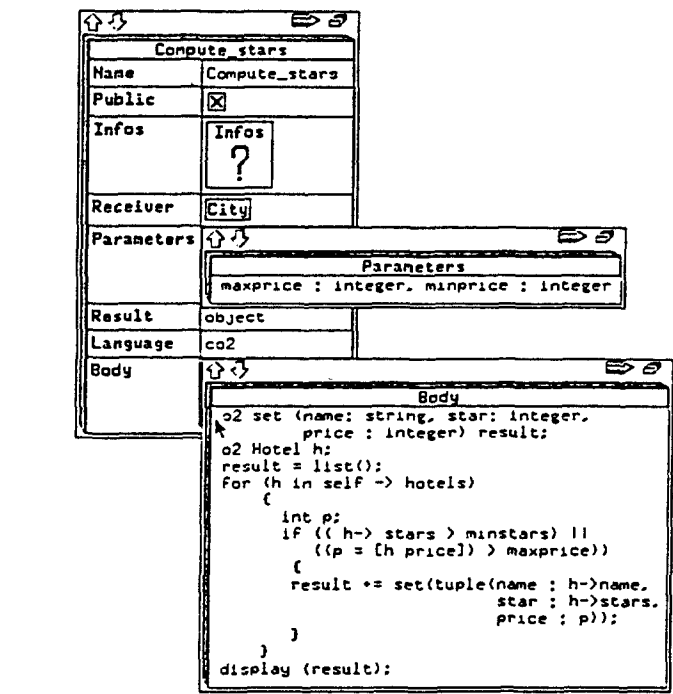 Compute_stars
Name Compute_stars
Public
Infos Infos
?
Receiver City
Parameters
Parameters
maxprice : integer, minprice : integer
Result object
Language co2
Body
Body
o2 set (name: string, star: integer,
price : integer) result;
o2 Hotel h;
result = list();
for (h in self -> hotels)
{
int p;
if (( h-> stars > minstars) ||
((p = [h price]) > maxprice))
{
result += set(tuple(name : h->name,
star : h->stars,
price : p));
}
}
display (result);